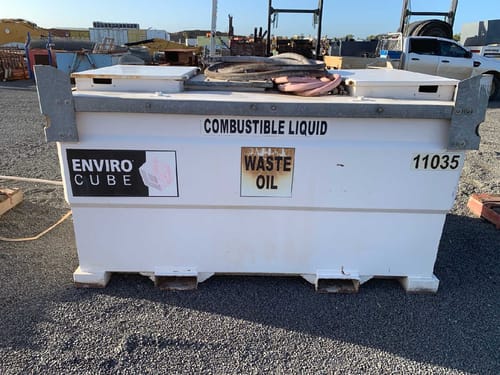 COMBUSTIBLE LIQUID
ENVIRO
CUBE
WASTE
OIL
11035